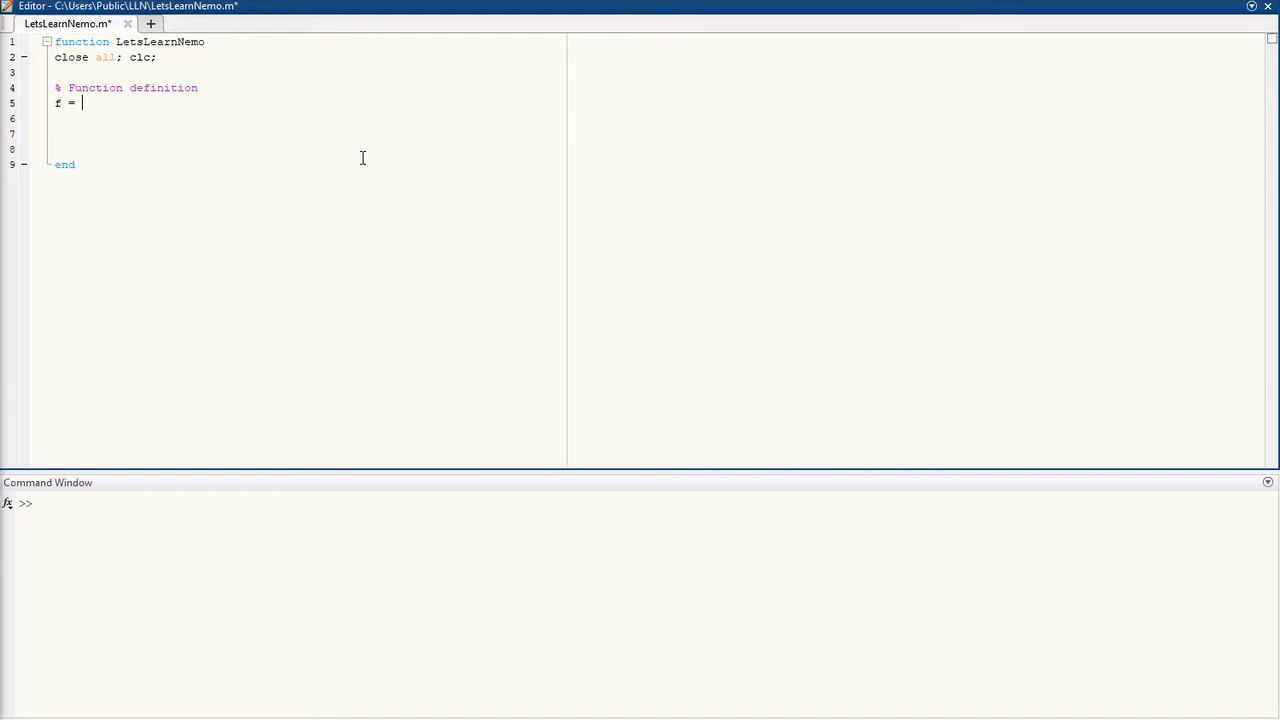 Editor - C:\Users\Public\LLN\LetsLearnNemo.m*
LetsLearnNemo.m* × +
1 function LetsLearnNemo
2 – close all; clc;
3
4 % Function definition
5 f =
6
7
8
9 – end
Command Window
fx >>